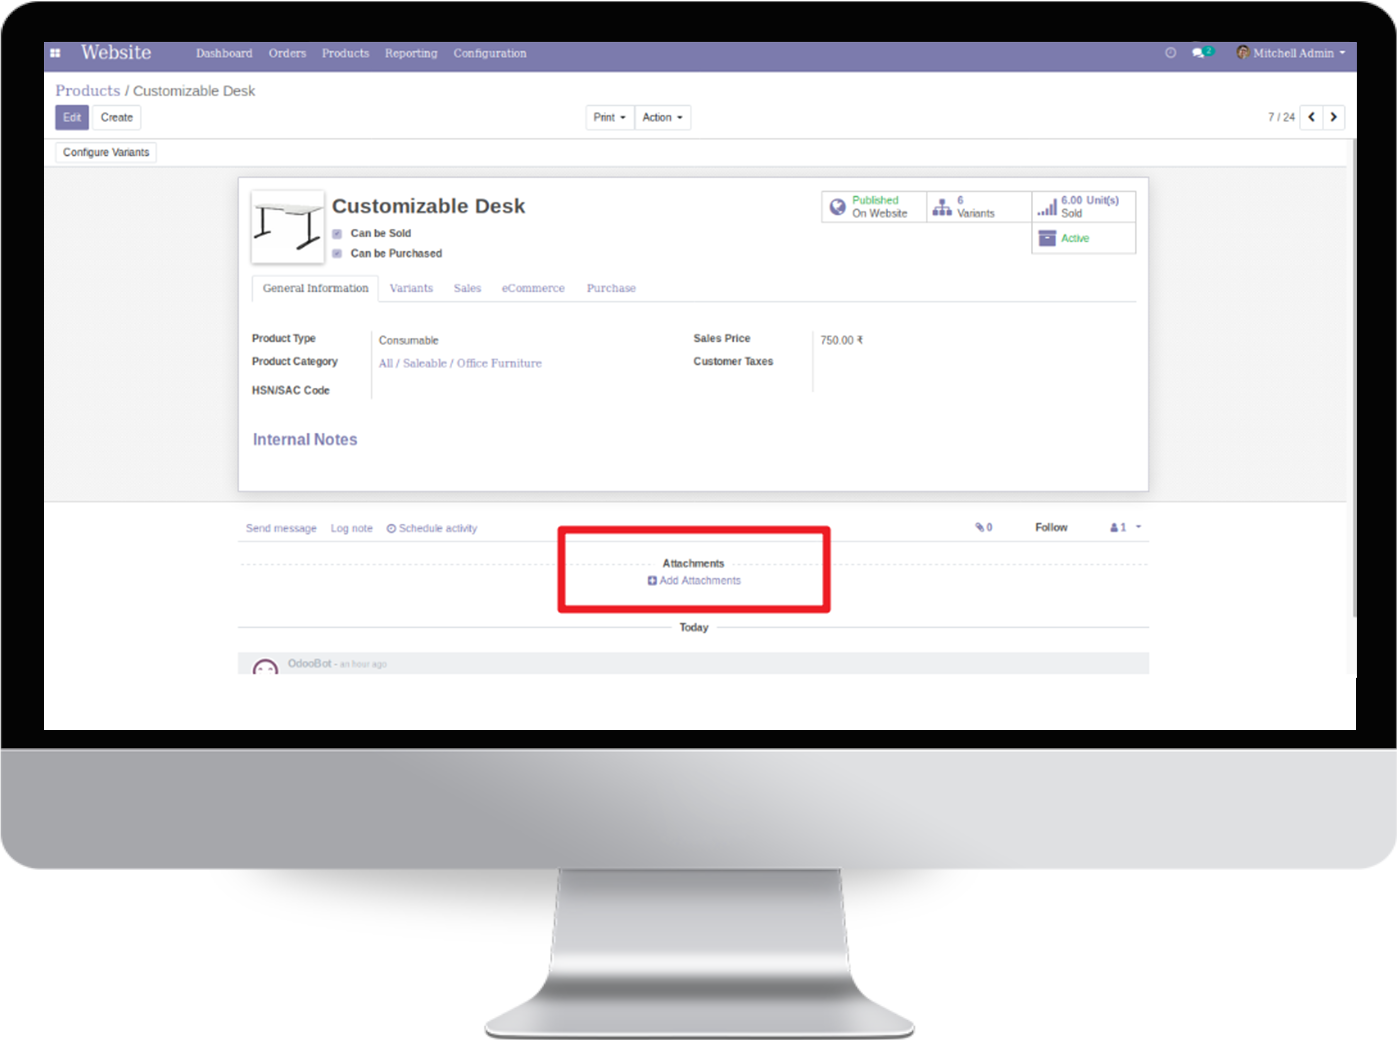 Website Dashboard Orders Products Reporting Configuration 2 Mitchell Admin
Products / Customizable Desk
Edit Create Print Action 7 / 24
Configure Variants
Customizable Desk
Can be Sold
Can be Purchased
Published
On Website
6
Variants
6.00 Unit(s)
Sold
Active
General Information Variants Sales eCommerce Purchase
Product Type Consumable
Product Category All / Saleable / Office Furniture
HSN/SAC Code
Sales Price 750.00 ₹
Customer Taxes
Internal Notes
Send message Log note Schedule activity 0 Follow 1
Attachments
Add Attachments
Today
OdooBot - an hour ago